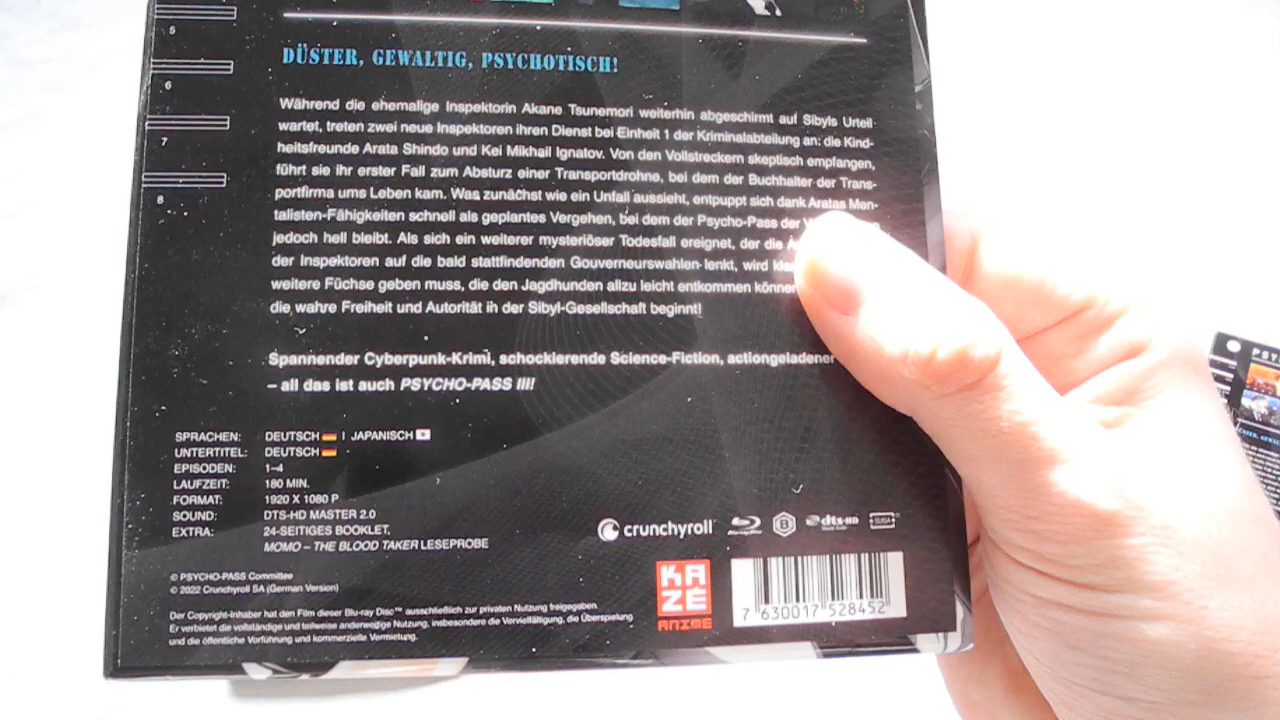 5
6
7
8
DÜSTER, GEWALTIG, PSYCHOTISCH!
Während die ehemalige Inspektorin Akane Tsunemori weiterhin abgeschirmt auf Sibyls Urteil
wartet, treten zwei neue Inspektoren ihren Dienst bei Einheit 1 der Kriminalabteilung an: die Kind-
heitsfreunde Arata Shindo und Kei Mikhail Ignatov. Von den Vollstreckern skeptisch empfangen,
führt sie ihr erster Fall zum Absturz einer Transportdrohne, bei dem der Buchhalter der Trans-
portfirma ums Leben kam. Was zunächst wie ein Unfall aussieht, entpuppt sich dank Aratas Men-
talisten-Fähigkeiten schnell als geplantes Vergehen, bei dem der Psycho-Pass der
jedoch hell bleibt. Als sich ein weiterer mysteriöser Todesfall ereignet, der die
der Inspektoren auf die bald stattfindenden Gouverneurswahlen lenkt, wird
weitere Füchse geben muss, die den Jagdhunden allzu leicht entkommen können
die wahre Freiheit und Autorität in der Sibyl-Gesellschaft beginnt!
Spannender Cyberpunk-Krimi, schockierende Science-Fiction, actiongeladener
– all das ist auch PSYCHO-PASS III!
SPRACHEN: DEUTSCH | JAPANISCH
UNTERTITEL: DEUTSCH
EPISODEN: 1–4
LAUFZEIT: 180 MIN.
FORMAT: 1920 X 1080 P
SOUND: DTS-HD MASTER 2.0
EXTRA: 24-SEITIGES BOOKLET,
MOMO – THE BLOOD TAKER LESEPROBE
© PSYCHO-PASS Committee
© 2022 Crunchyroll SA (German Version)
Der Copyright-Inhaber hat den Film dieser Blu-ray Disc™ ausschließlich zur privaten Nutzung freigegeben.
Er verbietet die vollständige und teilweise anderweitige Nutzung, insbesondere die Vervielfältigung, die Überspielung
und die öffentliche Vorführung und kommerzielle Vermietung.
crunchyroll
B
dts-HD
SUISA
KA
ZÉ
ANIME
7 630017 528452